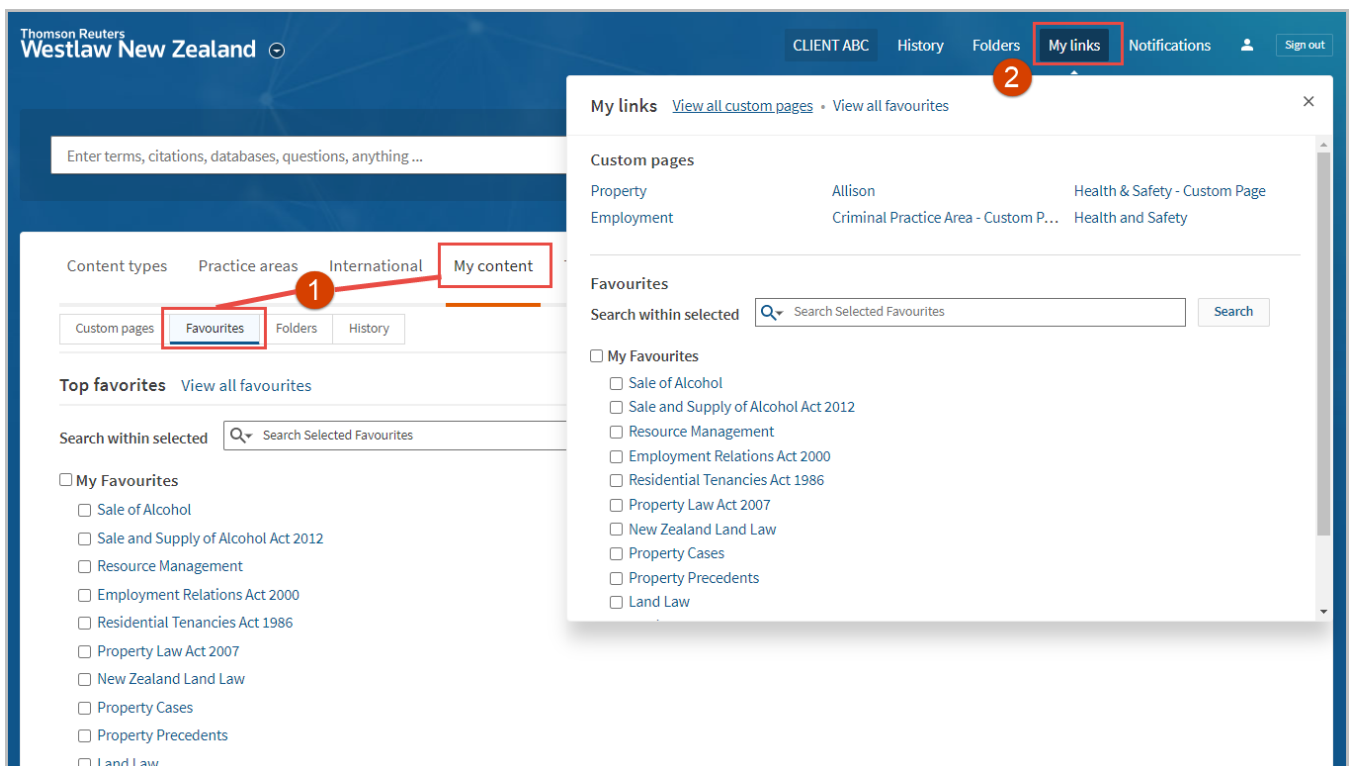 Thomson Reuters
Westlaw New Zealand
CLIENT ABC History Folders My links Notifications Sign out
2
My links View all custom pages • View all favourites
Enter terms, citations, databases, questions, anything ...
Custom pages
Property Allison Health & Safety - Custom Page
Employment Criminal Practice Area - Custom P... Health and Safety
Content types Practice areas International My content
1
Custom pages Favourites Folders History
Top favorites View all favourites
Search within selected Search Selected Favourites
My Favourites
Sale of Alcohol
Sale and Supply of Alcohol Act 2012
Resource Management
Employment Relations Act 2000
Residential Tenancies Act 1986
Property Law Act 2007
New Zealand Land Law
Property Cases
Property Precedents
Land Law
Favourites
Search within selected Search Selected Favourites Search
My Favourites
Sale of Alcohol
Sale and Supply of Alcohol Act 2012
Resource Management
Employment Relations Act 2000
Residential Tenancies Act 1986
Property Law Act 2007
New Zealand Land Law
Property Cases
Property Precedents
Land Law